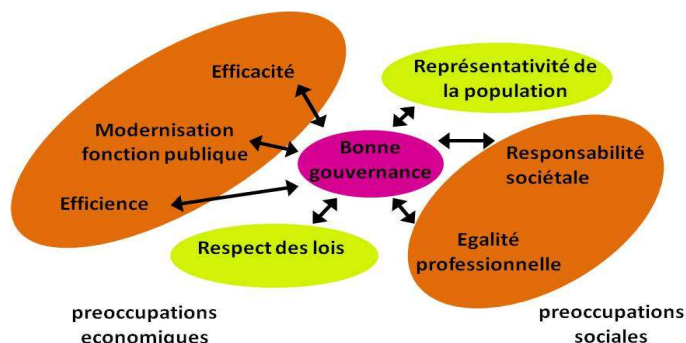 Efficacité
Représentativité de
la population
Modernisation
fonction publique
Bonne
gouvernance
Responsabilité
sociétale
Efficience
Respect des lois
Egalité
professionnelle
preoccupations
economiques
preoccupations
sociales